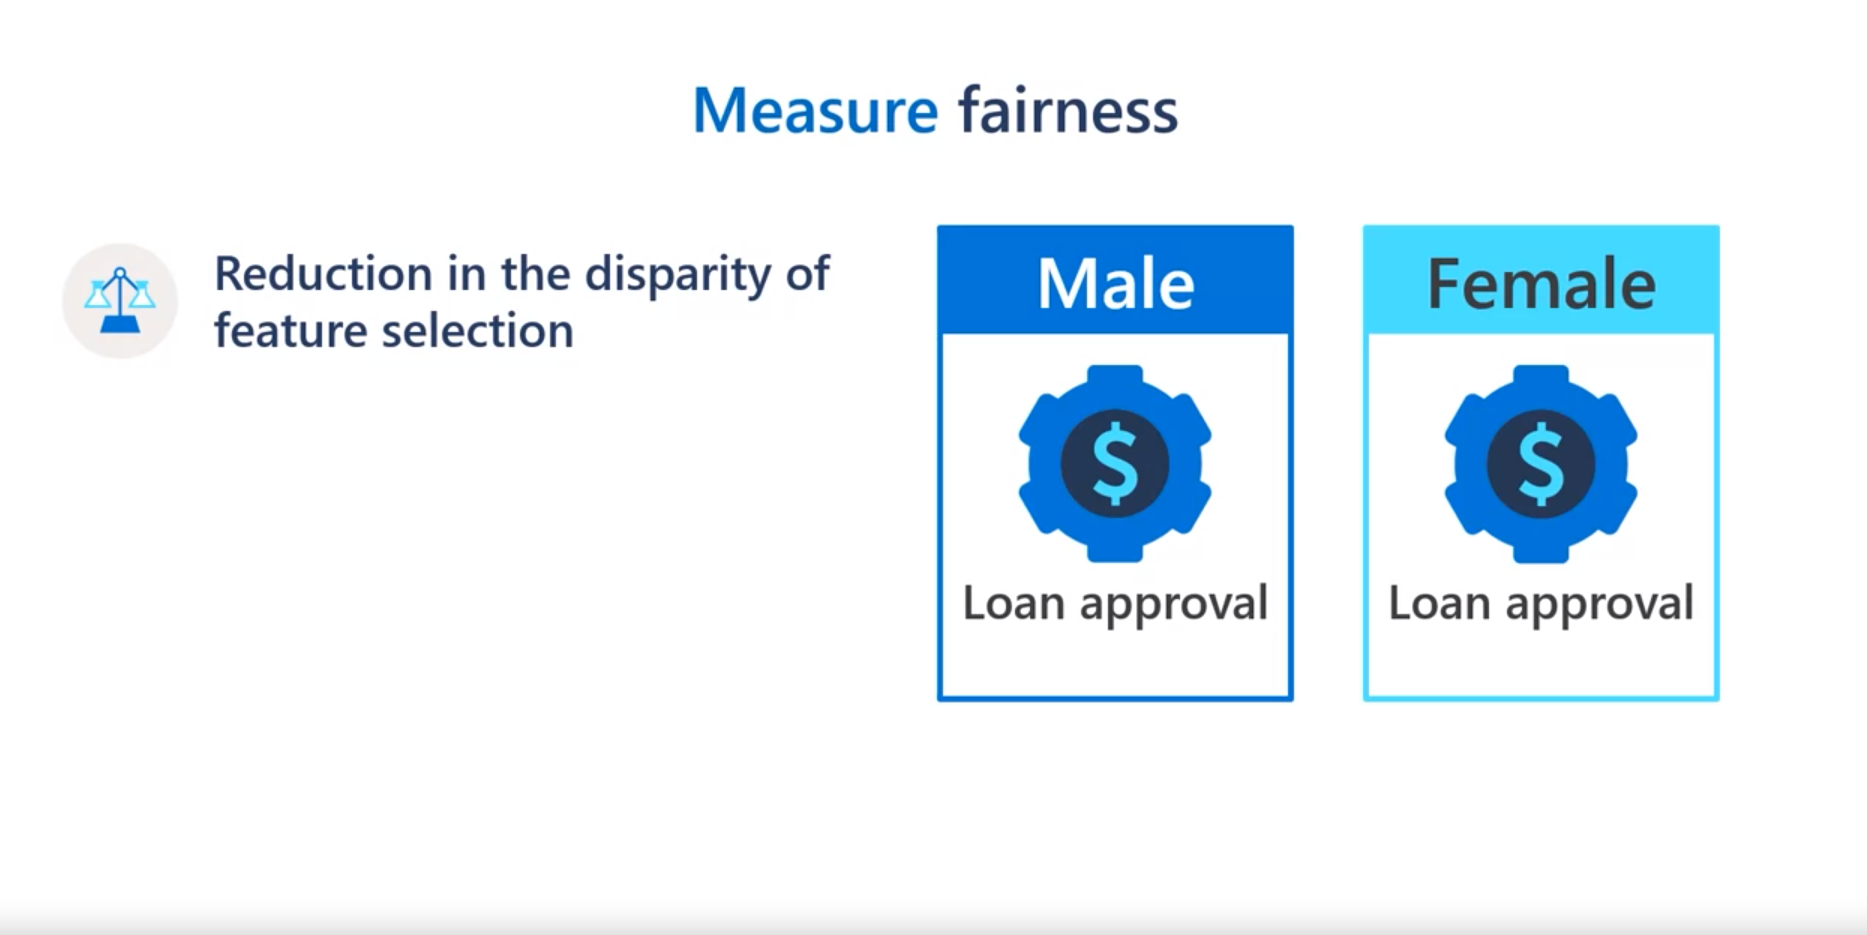 Measure fairness
Reduction in the disparity of
feature selection
Male
$
Loan approval
Female
$
Loan approval